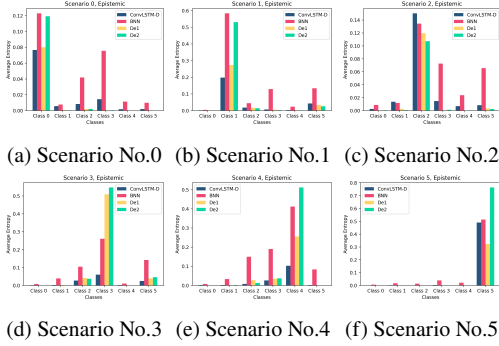 Scenario 0, Epistemic
Average Entropy
0.12
0.10
0.08
0.06
0.04
0.02
0.00
Class 0 Class 1 Class 2 Class 3 Class 4 Class 5
Classes
ConvLSTM-D
BNN
De1
De2
(a) Scenario No.0
Scenario 1, Epistemic
Average Entropy
0.6
0.5
0.4
0.3
0.2
0.1
0.0
Class 0 Class 1 Class 2 Class 3 Class 4 Class 5
Classes
ConvLSTM-D
BNN
De1
De2
(b) Scenario No.1
Scenario 2, Epistemic
Average Entropy
0.14
0.12
0.10
0.08
0.06
0.04
0.02
0.00
Class 0 Class 1 Class 2 Class 3 Class 4 Class 5
Classes
ConvLSTM-D
BNN
De1
De2
(c) Scenario No.2
Scenario 3, Epistemic
Average Entropy
0.5
0.4
0.3
0.2
0.1
0.0
Class 0 Class 1 Class 2 Class 3 Class 4 Class 5
Classes
ConvLSTM-D
BNN
De1
De2
(d) Scenario No.3
Scenario 4, Epistemic
Average Entropy
0.5
0.4
0.3
0.2
0.1
0.0
Class 0 Class 1 Class 2 Class 3 Class 4 Class 5
Classes
ConvLSTM-D
BNN
De1
De2
(e) Scenario No.4
Scenario 5, Epistemic
Average Entropy
0.8
0.7
0.6
0.5
0.4
0.3
0.2
0.1
0.0
Class 0 Class 1 Class 2 Class 3 Class 4 Class 5
Classes
ConvLSTM-D
BNN
De1
De2
(f) Scenario No.5